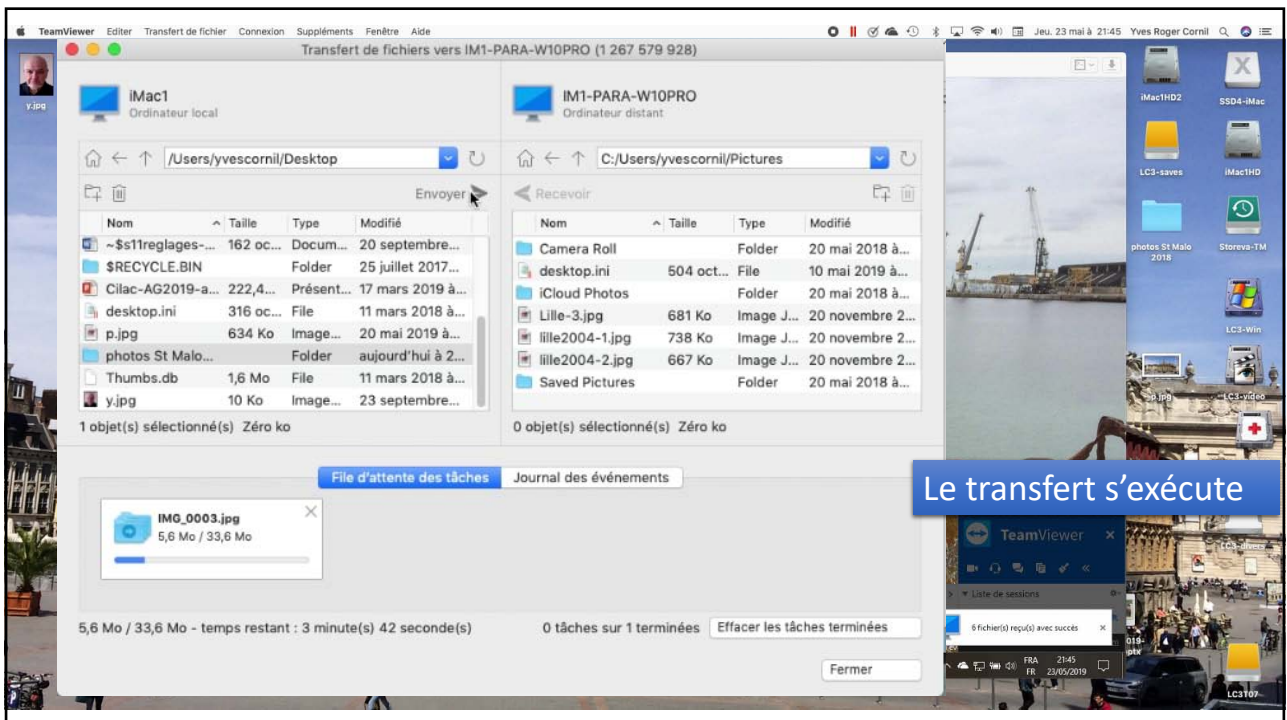 TeamViewer Editer Transfert de fichier Connexion Suppléments Fenêtre Aide Jeu. 23 mai à 21:45 Yves Roger Cornil
Transfert de fichiers vers IM1-PARA-W10PRO (1 267 579 928)
y.jpg
iMac1
Ordinateur local
IM1-PARA-W10PRO
Ordinateur distant
/Users/yvescornil/Desktop
C:/Users/yvescornil/Pictures
Envoyer
Recevoir
Nom Taille Type Modifié
~$s11reglages-... 162 oc... Docum... 20 septembre...
$RECYCLE.BIN Folder 25 juillet 2017...
Cilac-AG2019-a... 222,4... Présent... 17 mars 2019 à...
desktop.ini 316 oc... File 11 mars 2018 à...
p.jpg 634 Ko Image... 20 mai 2019 à...
photos St Malo... Folder aujourd'hui à 2...
Thumbs.db 1,6 Mo File 11 mars 2018 à...
y.jpg 10 Ko Image... 23 septembre...
1 objet(s) sélectionné(s) Zéro ko
Nom Taille Type Modifié
Camera Roll Folder 20 mai 2018 à...
desktop.ini 504 oct... File 10 mai 2019 à...
iCloud Photos Folder 20 mai 2018 à...
Lille-3.jpg 681 Ko Image J... 20 novembre 2...
lille2004-1.jpg 738 Ko Image J... 20 novembre 2...
lille2004-2.jpg 667 Ko Image J... 20 novembre 2...
Saved Pictures Folder 20 mai 2018 à...
0 objet(s) sélectionné(s) Zéro ko
File d'attente des tâches
Journal des événements
IMG_0003.jpg
5,6 Mo / 33,6 Mo
5,6 Mo / 33,6 Mo - temps restant : 3 minute(s) 42 seconde(s)
0 tâches sur 1 terminées
Effacer les tâches terminées
Fermer
iMac1HD2
SSD4-iMac
LC3-saves
iMac1HD
photos St Malo
2018
Storeva-TM
LC3-Win
p.jpg
LC3-video
Le transfert s'exécute
LC3-divers
TeamViewer
Liste de sessions
6 fichier(s) reçu(s) avec succès
FRA 21:45
FR 23/05/2019
LC3T07